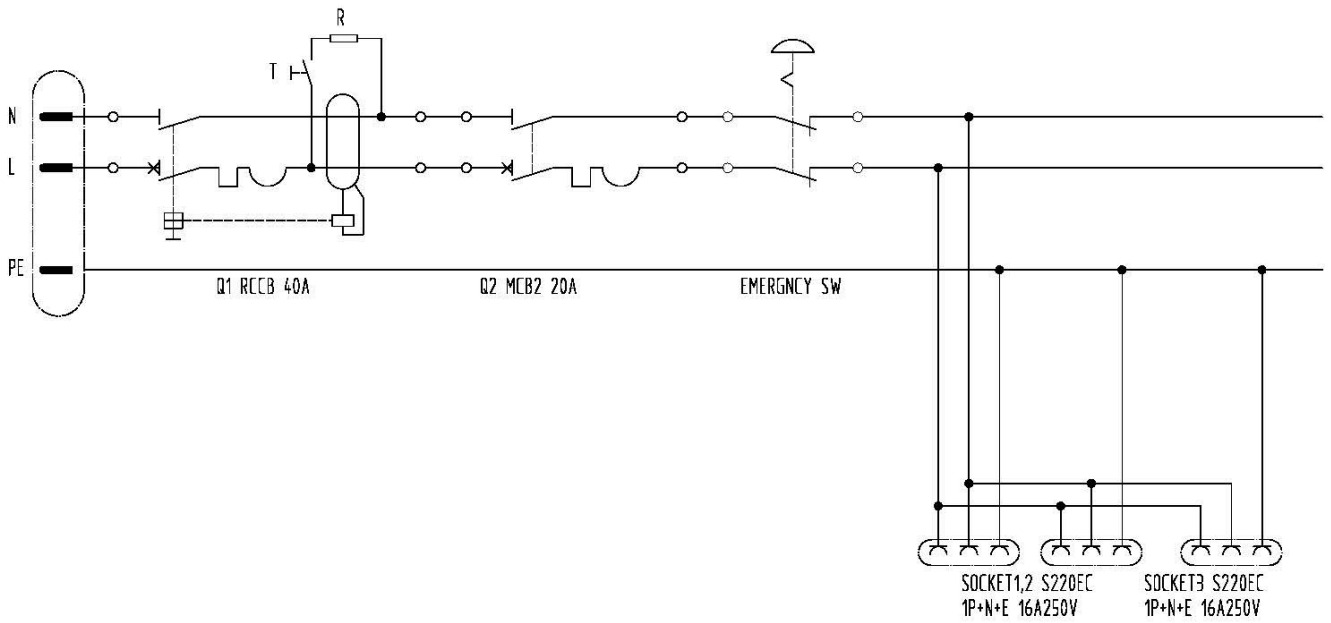 R
T
N
L
PE
Q1 RCCB 40A
Q2 MCB2 20A
EMERGNCY SW
SOCKET1,2 S220EC
1P+N+E 16A250V
SOCKET3 S220EC
1P+N+E 16A250V